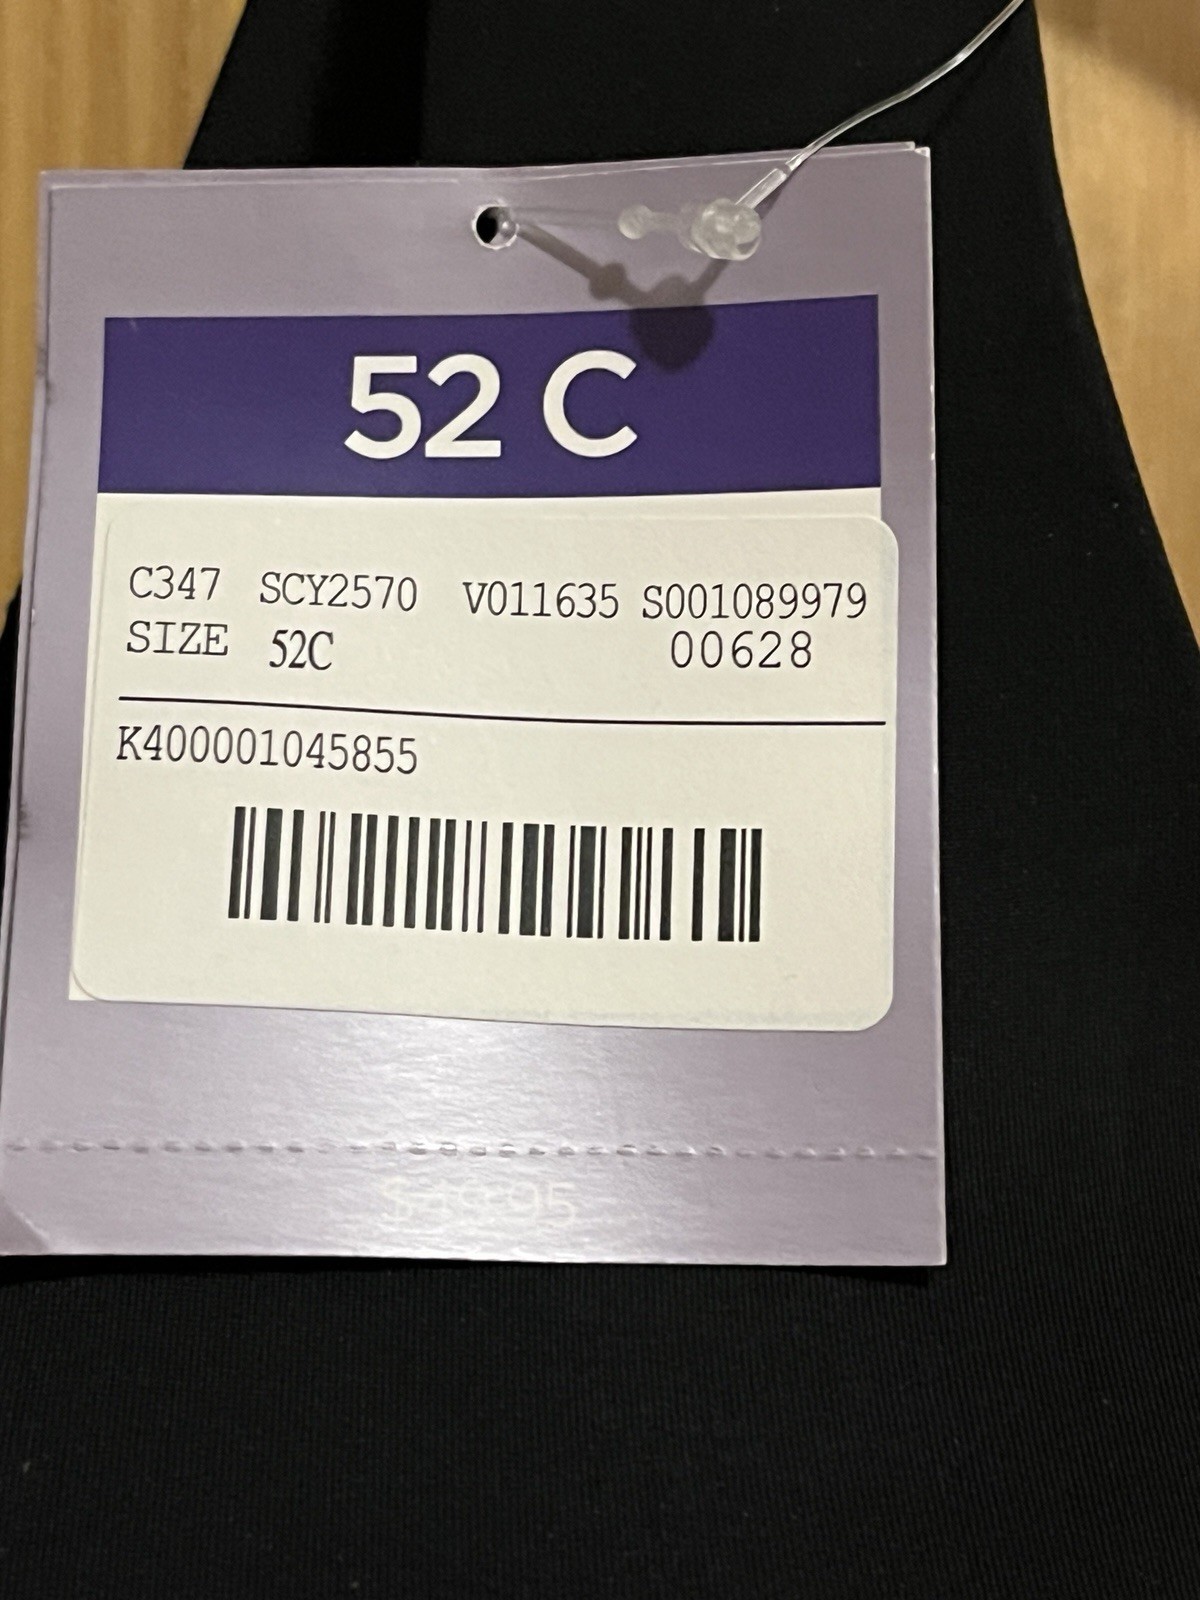 52 C
C347 SCY2570 V011635 S001089979
SIZE 52C 00628
K400001045855